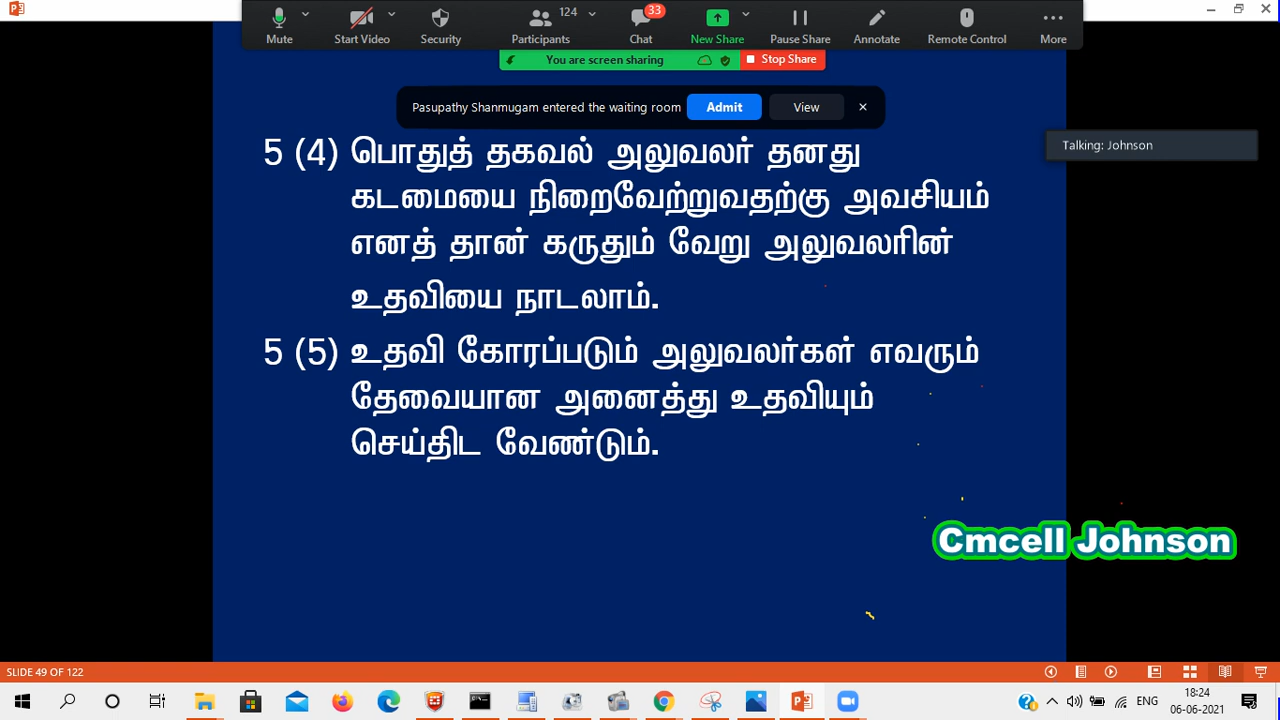 124
33
Mute
Start Video
Security
Participants
Chat
New Share
Pause Share
Annotate
Remote Control
More
You are screen sharing
Stop Share
Pasupathy Shanmugam entered the waiting room
Admit
View
Talking: Johnson
5 (4) பொதுத் தகவல் அலுவலர் தனது
கடமையை நிறைவேற்றுவதற்கு அவசியம்
எனத் தான் கருதும் வேறு அலுவலரின்
உதவியை நாடலாம்.
5 (5) உதவி கோரப்படும் அலுவலர்கள் எவரும்
தேவையான அனைத்து உதவியும்
செய்திட வேண்டும்.
Cmcell Johnson
SLIDE 49 OF 122
ENG
18:24
06-06-2021